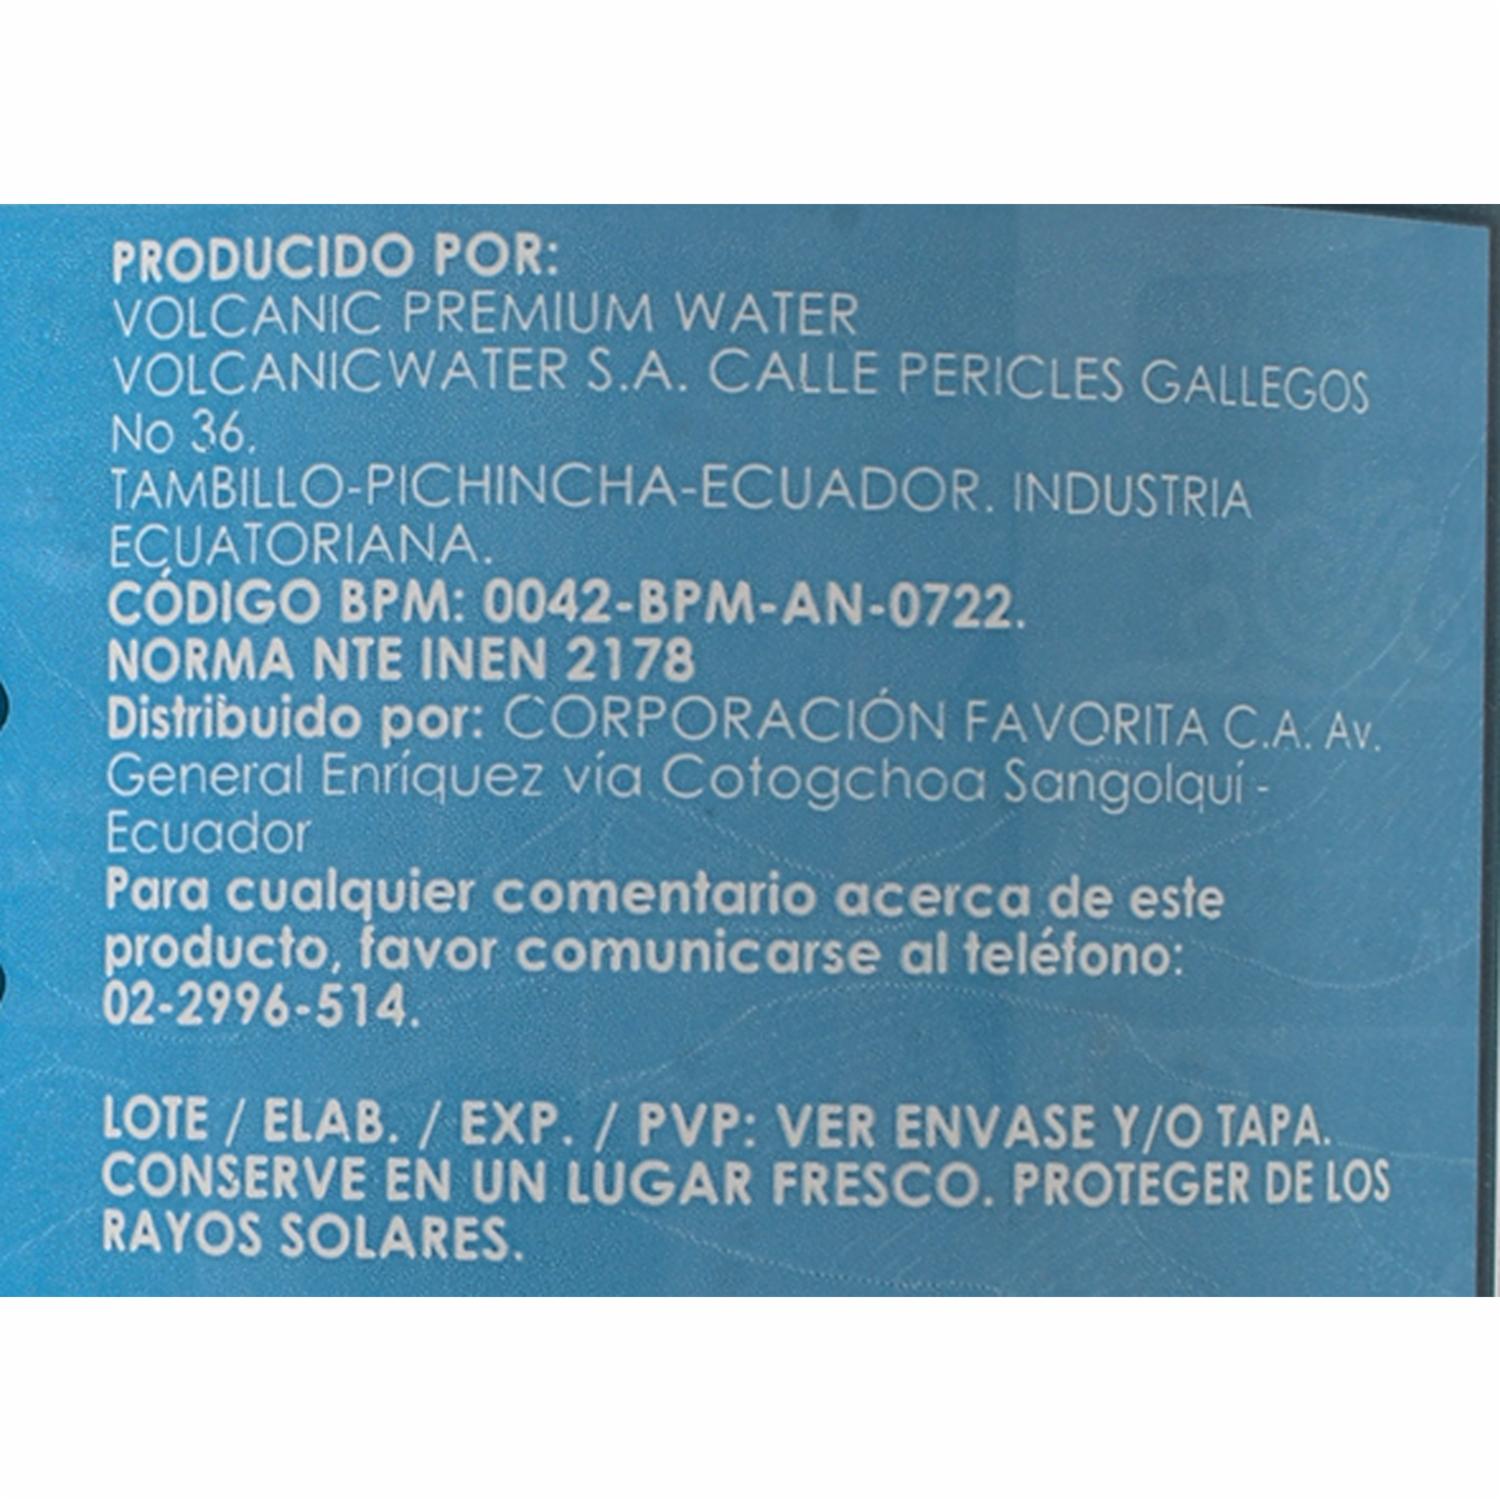 PRODUCIDO POR:
VOLCANIC PREMIUM WATER
VOLCANICWATER S.A. CALLE PERICLES GALLEGOS
No 36.
TAMBILLO-PICHINCHA-ECUADOR. INDUSTRIA
ECUATORIANA.
CÓDIGO BPM: 0042-BPM-AN-0722.
NORMA NTE INEN 2178
Distribuido por: CORPORACIÓN FAVORITA C.A. Av.
General Enríquez vía Cotogchoa Sangolquí -
Ecuador
Para cualquier comentario acerca de este
producto, favor comunicarse al teléfono:
02-2996-514.
LOTE / ELAB. / EXP. / PVP: VER ENVASE Y/O TAPA.
CONSERVE EN UN LUGAR FRESCO. PROTEGER DE LOS
RAYOS SOLARES.